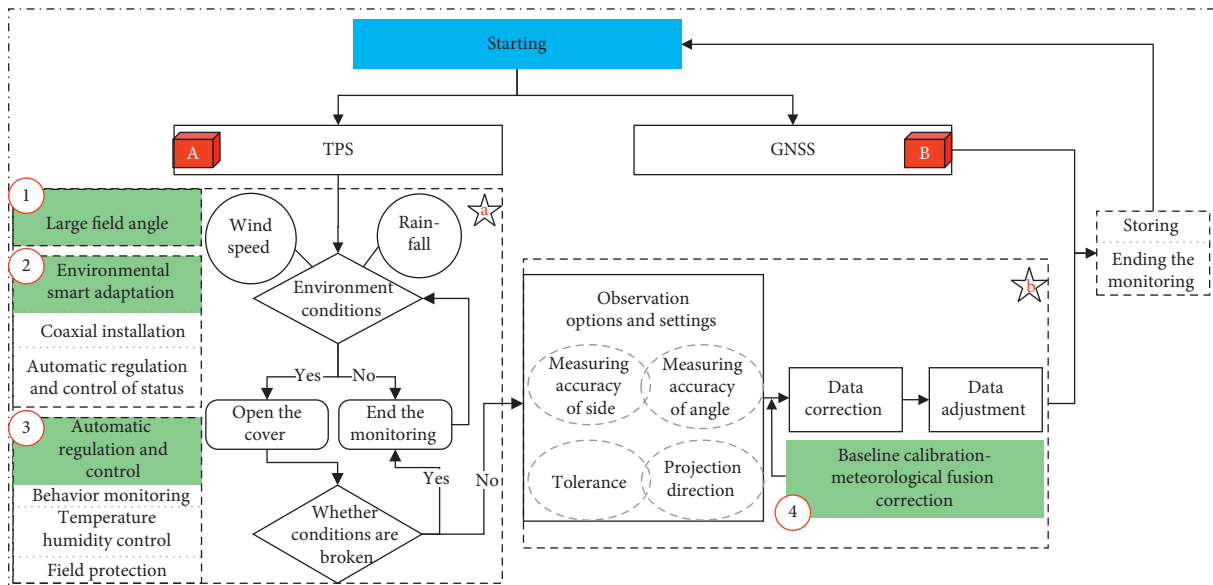 Starting
A
TPS
GNSS
B
1
Large field angle
2
Environmental
smart adaptation
Coaxial installation
Automatic regulation
and control of status
3
Automatic
regulation and
control
Behavior monitoring
Temperature
humidity control
Field protection
a
Wind
speed
Rain-
fall
Environment
conditions
Yes
No
Open the
cover
End the
monitoring
Yes
No
Whether
conditions are
broken
b
Observation
options and settings
Measuring
accuracy
of side
Measuring
accuracy
of angle
Tolerance
Projection
direction
Data
correction
Data
adjustment
4
Baseline calibration-
meteorological fusion
correction
Storing
Ending the
monitoring